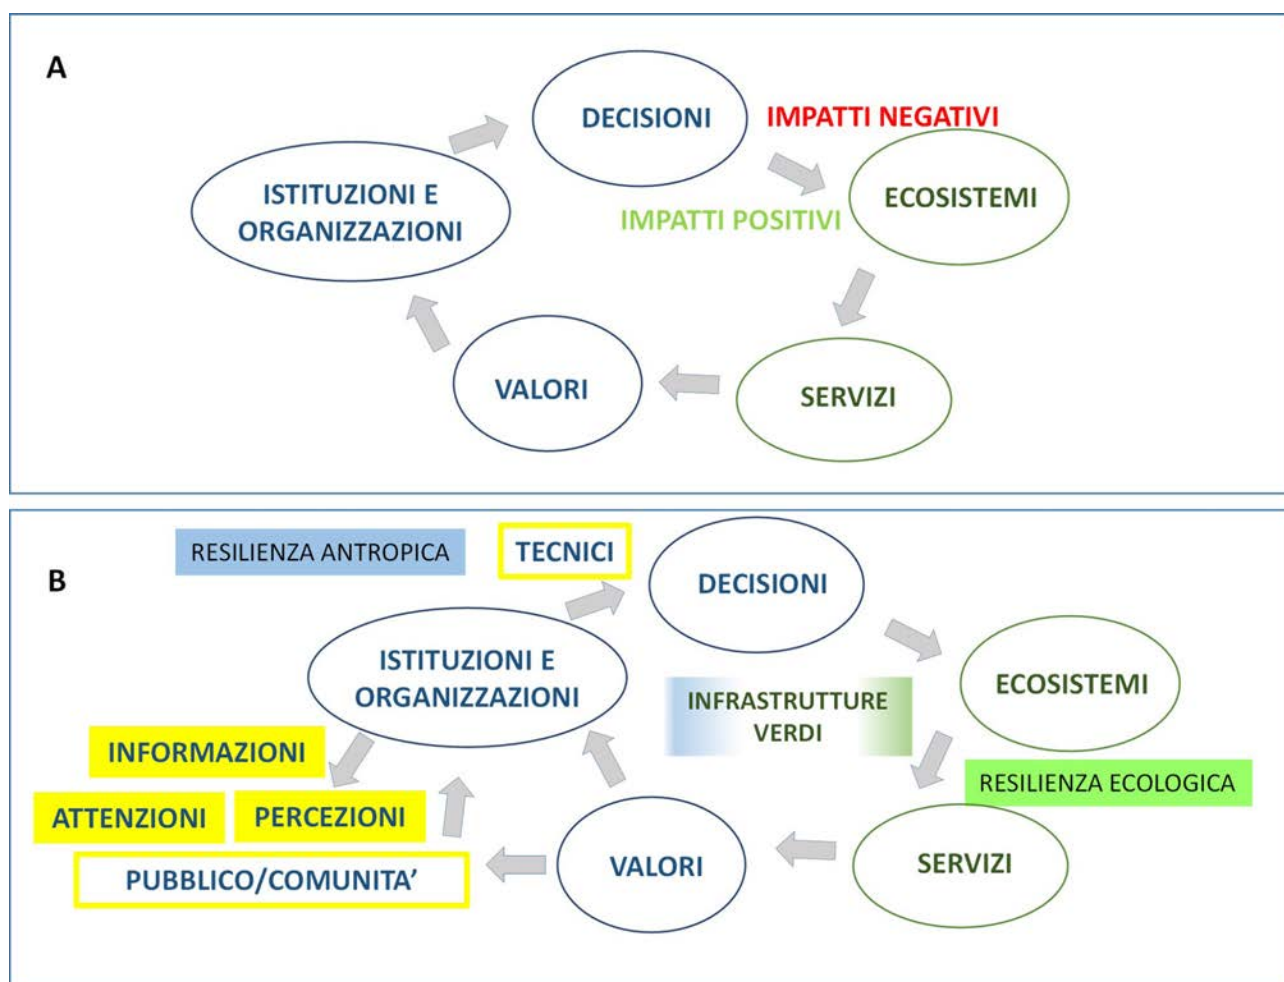 A
DECISIONI
IMPATTI NEGATIVI
ISTITUZIONI E
ORGANIZZAZIONI
ECOSISTEMI
IMPATTI POSITIVI
VALORI
SERVIZI
B
RESILIENZA ANTROPICA
TECNICI
DECISIONI
ISTITUZIONI E
ORGANIZZAZIONI
ECOSISTEMI
INFRASTRUTTURE
VERDI
INFORMAZIONI
RESILIENZA ECOLOGICA
ATTENZIONI
PERCEZIONI
PUBBLICO/COMUNITA’
VALORI
SERVIZI